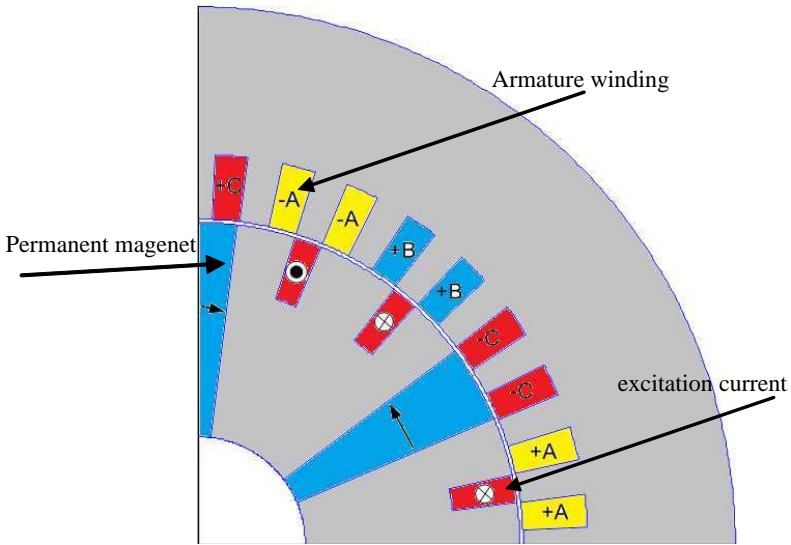 Armature winding
+C
-A
-A
Permanent magenet
+B
+B
-C
-C
excitation current
+A
+A